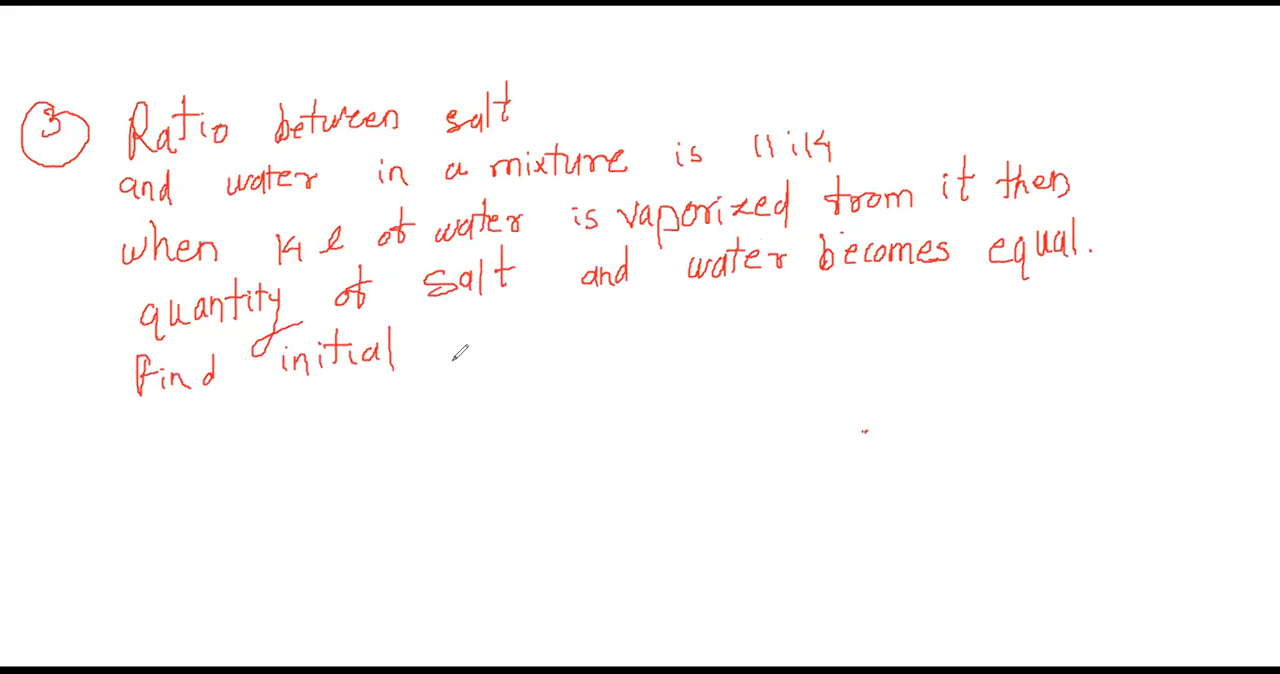 ③ Ratio between salt
and water in a mixture is 11:14
when 14 l of water is vaporized from it then
quantity of salt and water becomes equal.
Find initial